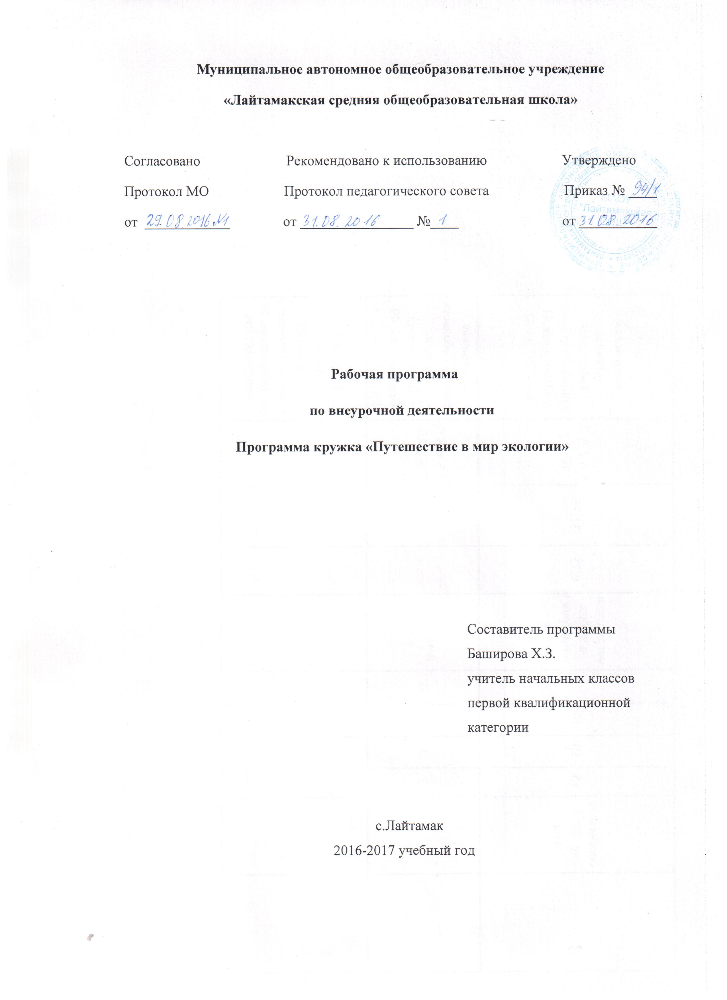 Муниципальное автономное общеобразовательное учреждение
«Лайтамакская средняя общеобразовательная школа»
Согласовано Рекомендовано к использованию Утверждено
Протокол МО Протокол педагогического совета Приказ № 94/1
от 29.08.2016 №1 от 31.08.2016 № 1 от 31.08.2016
МАОУ
"Лайтамакская
Рабочая программа
по внеурочной деятельности
Программа кружка «Путешествие в мир экологии»
Составитель программы
Баширова Х.З.
учитель начальных классов
первой квалификационной
категории
с.Лайтамак
2016-2017 учебный год